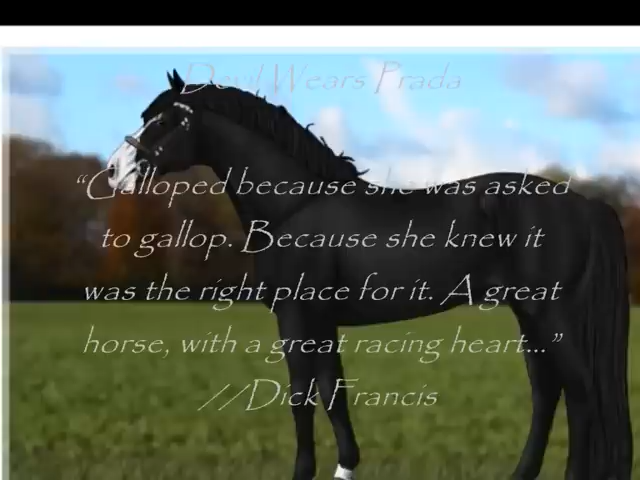 Devil Wears Prada
“Galloped because she was asked
to gallop. Because she knew it
was the right place for it. A great
horse, with a great racing heart...”
//Dick Francis